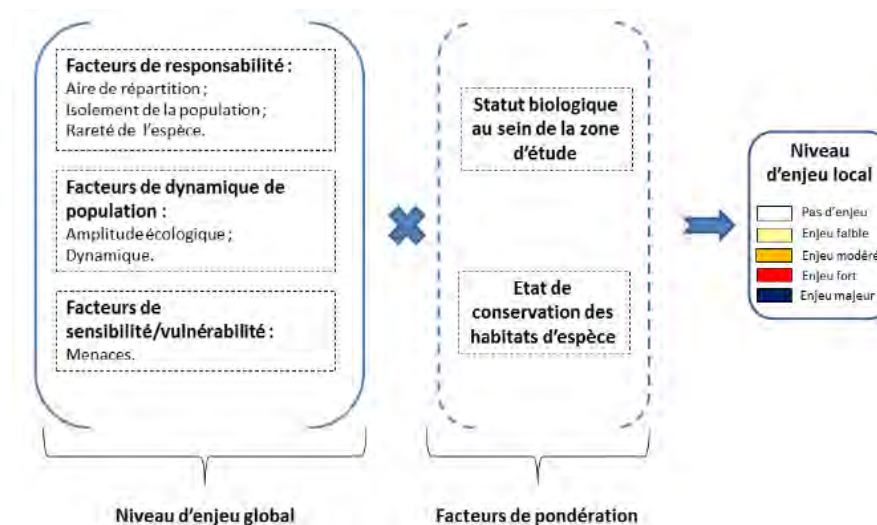 Facteurs de responsabilité :
Aire de répartition ;
Isolement de la population ;
Rareté de l'espèce.
Facteurs de dynamique de
population :
Amplitude écologique ;
Dynamique.
Facteurs de
sensibilité/vulnérabilité :
Menaces.
Niveau d'enjeu global
Statut biologique
au sein de la zone
d'étude
Etat de
conservation des
habitats d'espèce
Facteurs de pondération
Niveau
d'enjeu local
Pas d'enjeu
Enjeu faible
Enjeu modéré
Enjeu fort
Enjeu majeur